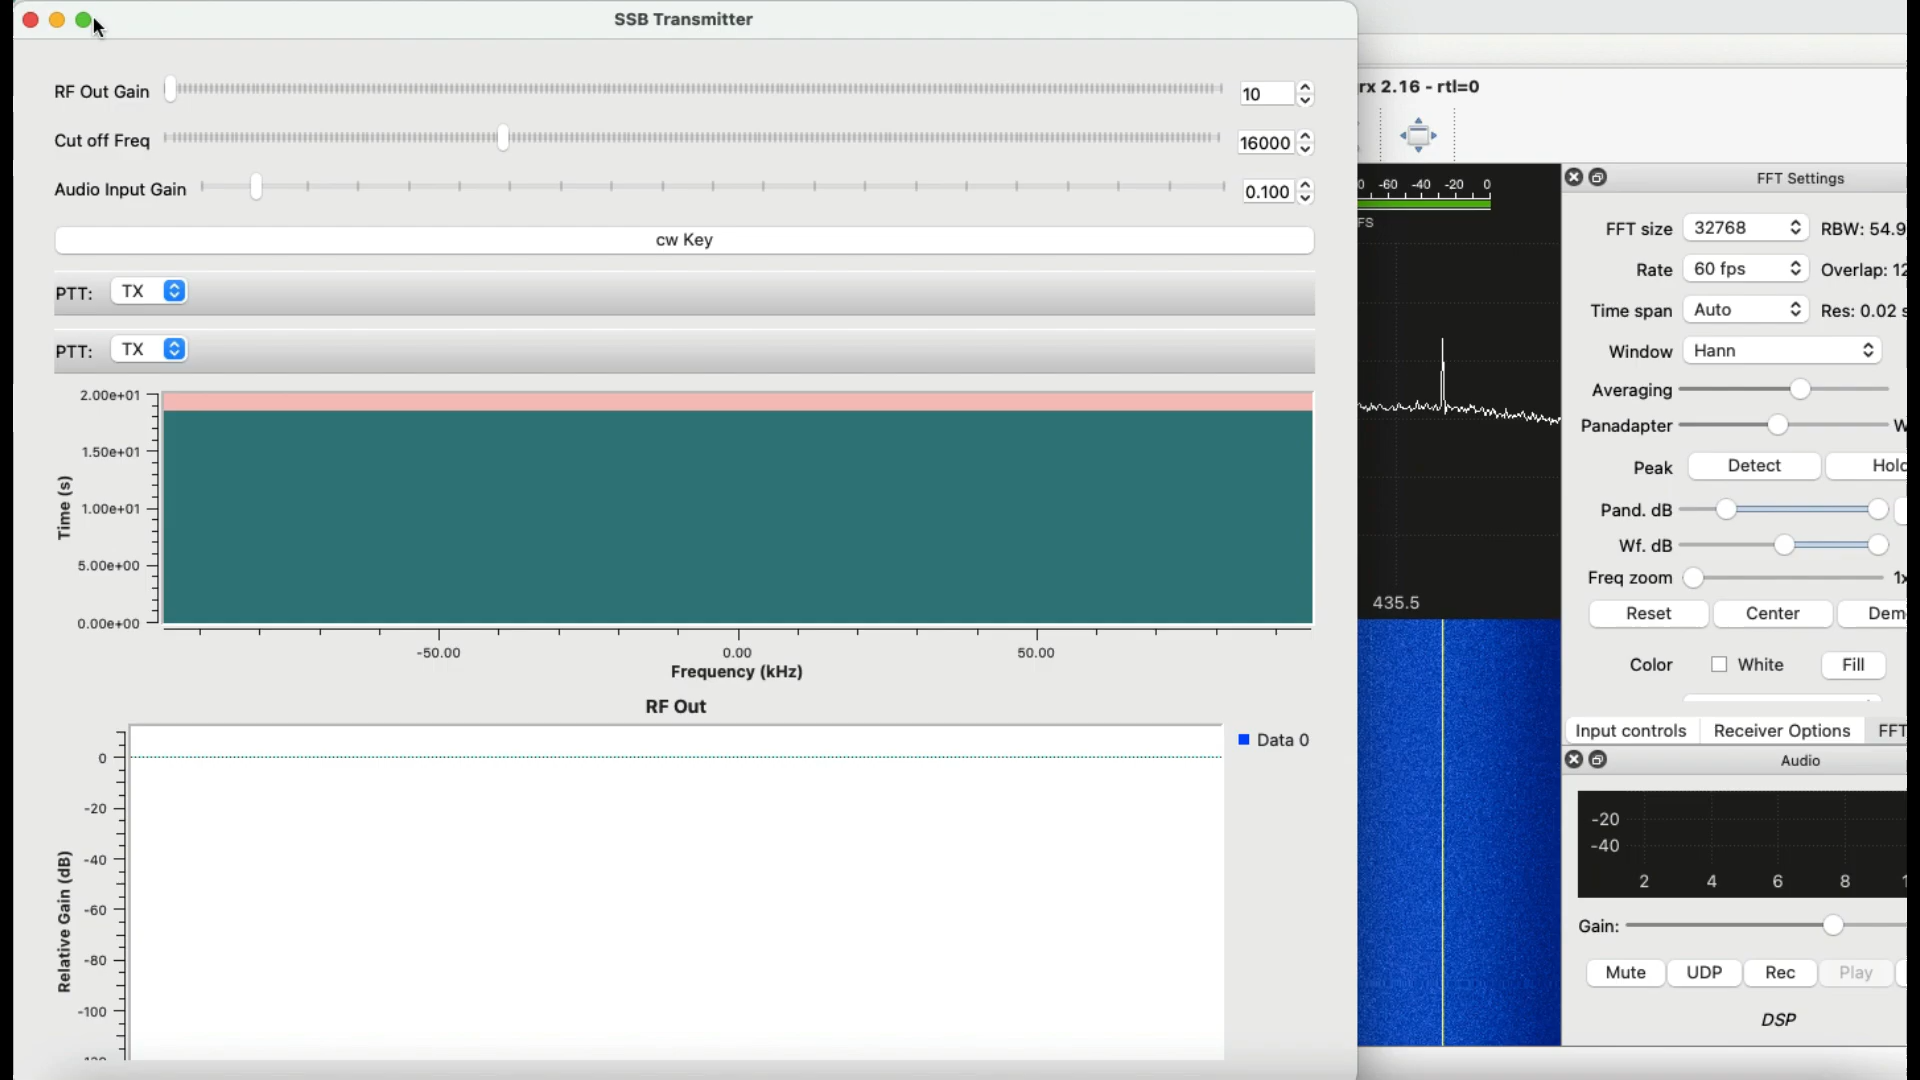 SSB Transmitter
RF Out Gain 10
Cut off Freq 16000
Audio Input Gain 0.100
cw Key
PTT: TX
PTT: TX
2.00e+01
1.50e+01
1.00e+01
5.00e+00
0.00e+00
Time (s)
-50.00 0.00 50.00
Frequency (kHz)
RF Out
Data 0
0
-20
-40
-60
-80
-100
Relative Gain (dB)
rx 2.16 - rtl=0
0 -60 -40 -20 0
FS
435.5
FFT Settings
FFT size 32768 RBW: 54.9
Rate 60 fps Overlap: 12
Time span Auto Res: 0.02 s
Window Hann
Averaging
Panadapter W
Peak Detect Hold
Pand. dB
Wf. dB
Freq zoom 1x
Reset Center Dem
Color White Fill
Input controls Receiver Options FFT
Audio
-20
-40
2 4 6 8 1
Gain:
Mute UDP Rec Play
DSP